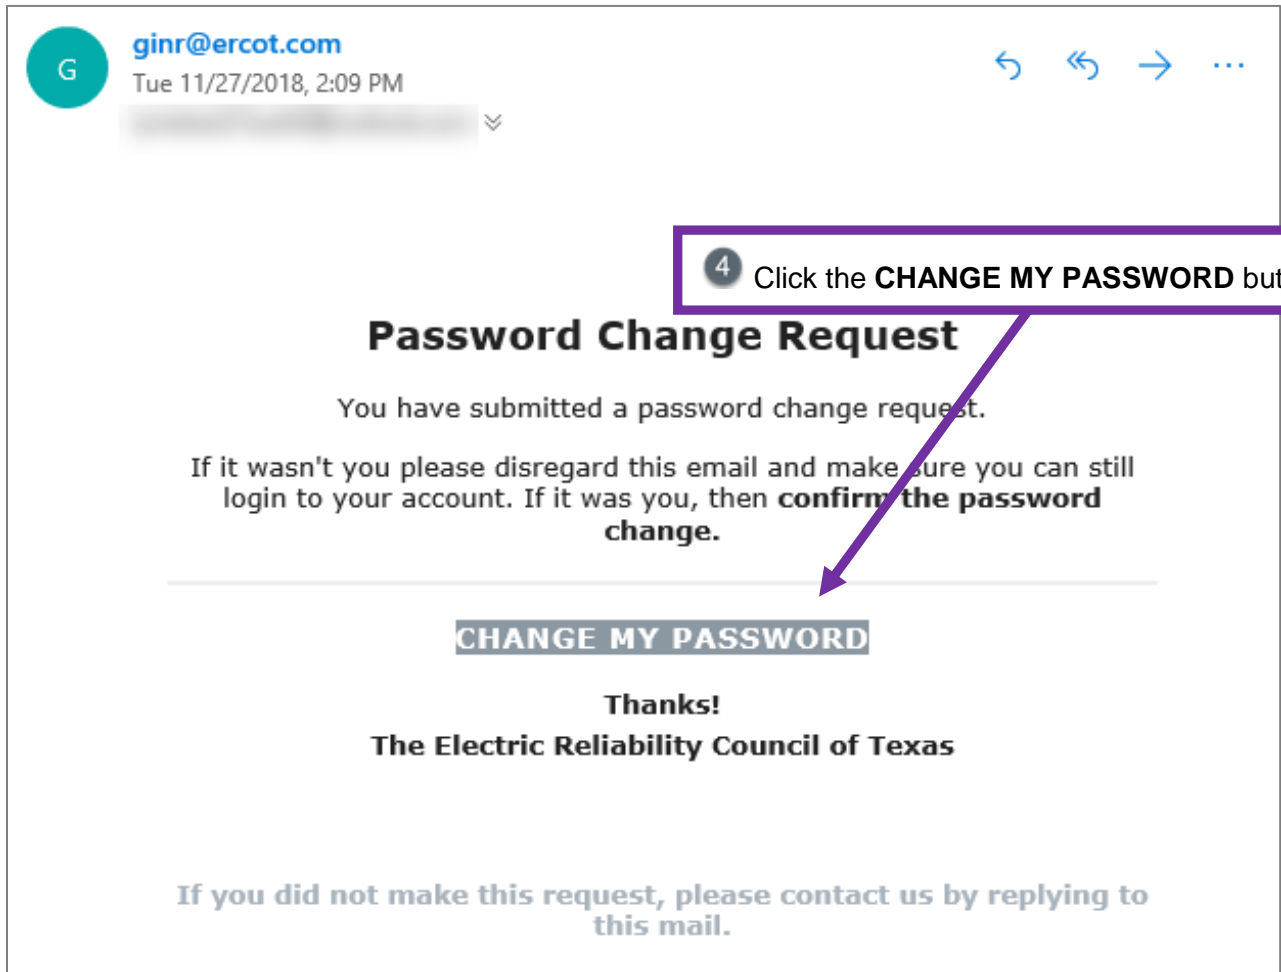 G
ginr@ercot.com
Tue 11/27/2018, 2:09 PM
4 Click the CHANGE MY PASSWORD but
Password Change Request
You have submitted a password change request.
If it wasn't you please disregard this email and make sure you can still
login to your account. If it was you, then confirm the password
change.
CHANGE MY PASSWORD
Thanks!
The Electric Reliability Council of Texas
If you did not make this request, please contact us by replying to
this mail.